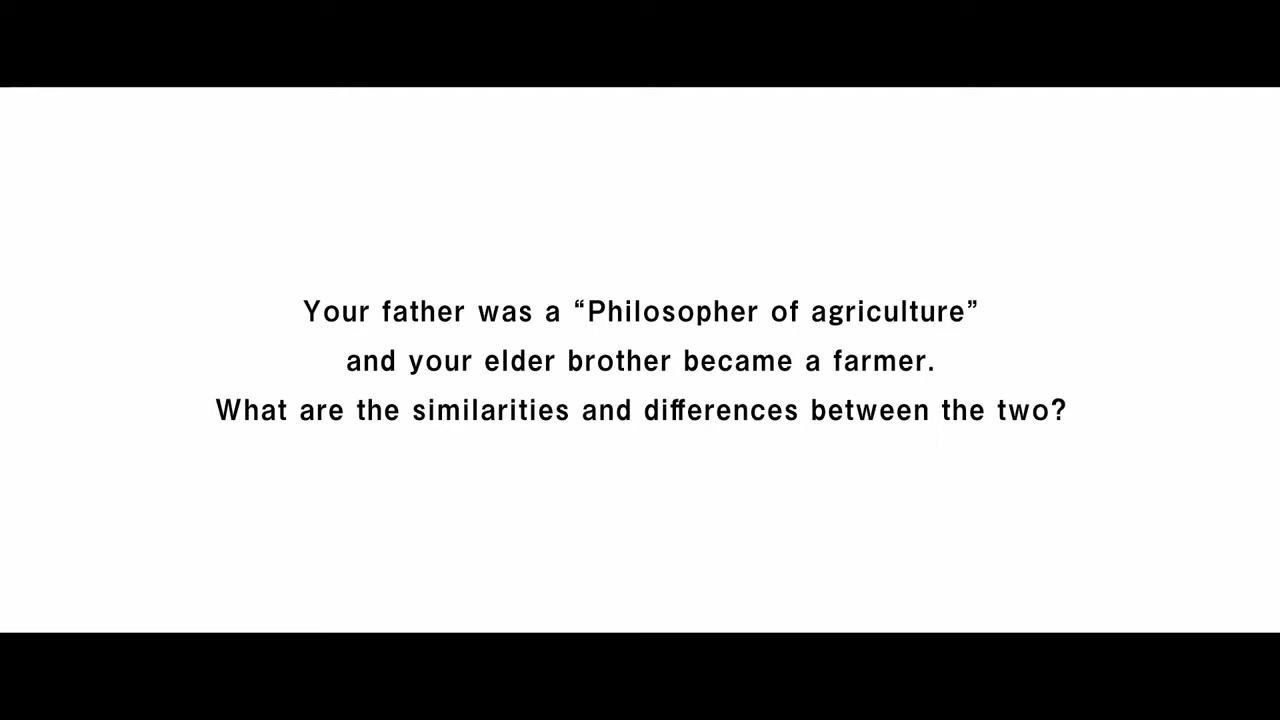 Your father was a “Philosopher of agriculture”
and your elder brother became a farmer.
What are the similarities and differences between the two?